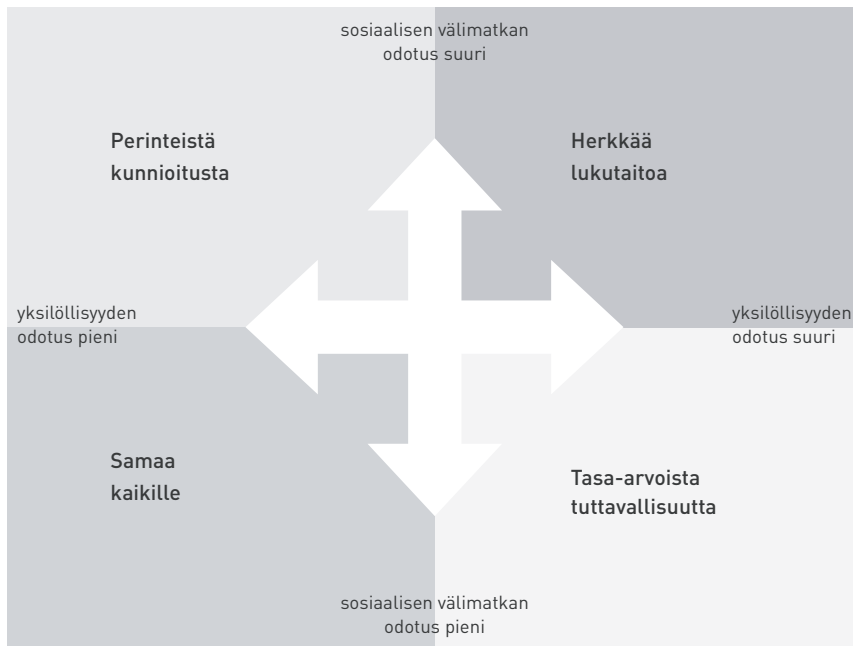 sosiaalisen välimatkan
odotus suuri
Perinteistä
kunnioitusta
Herkkää
lukutaitoa
yksilöllisyyden
odotus pieni
yksilöllisyyden
odotus suuri
Samaa
kaikille
Tasa-arvoista
tuttavallisuutta
sosiaalisen välimatkan
odotus pieni